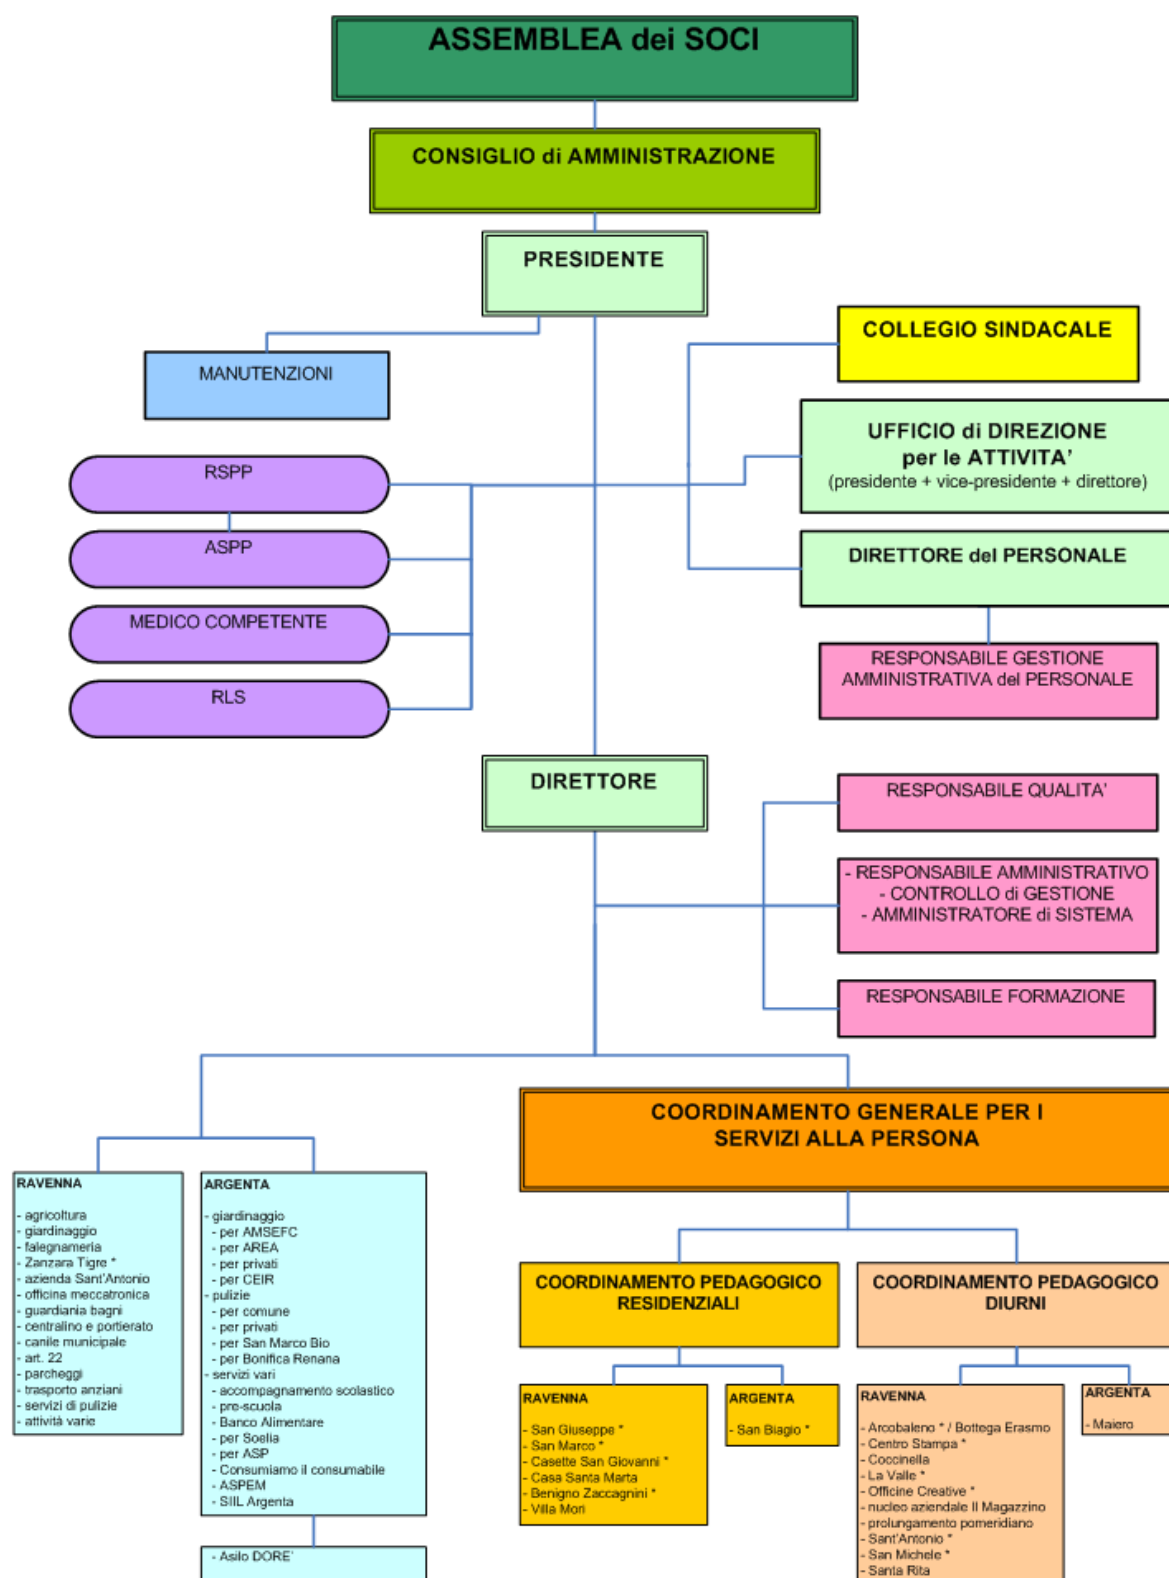 ASSEMBLEA dei SOCI
CONSIGLIO di AMMINISTRAZIONE
PRESIDENTE
MANUTENZIONI
COLLEGIO SINDACALE
UFFICIO di DIREZIONE
per le ATTIVITA'
(presidente + vice-presidente + direttore)
RSPP
ASPP
MEDICO COMPETENTE
RLS
DIRETTORE del PERSONALE
RESPONSABILE GESTIONE
AMMINISTRATIVA del PERSONALE
DIRETTORE
RESPONSABILE QUALITA'
- RESPONSABILE AMMINISTRATIVO
- CONTROLLO di GESTIONE
- AMMINISTRATORE di SISTEMA
RESPONSABILE FORMAZIONE
COORDINAMENTO GENERALE PER I
SERVIZI ALLA PERSONA
RAVENNA
- agricoltura
- giardinaggio
- falegnameria
- Zanzara Tigre *
- azienda Sant'Antonio
- officina meccatronica
- guardiania bagni
- centralino e portierato
- canile municipale
- art. 22
- parcheggi
- trasporto anziani
- servizi di pulizie
- attività varie
ARGENTA
- giardinaggio
- per AMSEFC
- per AREA
- per privati
- per CEIR
- pulizie
- per comune
- per privati
- per San Marco Bio
- per Bonifica Renana
- servizi vari
- accompagnamento scolastico
- pre-scuola
- Banco Alimentare
- per Soelia
- per ASP
- Consumiamo il consumabile
- ASPEM
- SIIL Argenta
- Asilo DORE'
COORDINAMENTO PEDAGOGICO
RESIDENZIALI
RAVENNA
- San Giuseppe *
- San Marco *
- Casette San Giovanni *
- Casa Santa Marta
- Benigno Zaccagnini *
- Villa Mori
ARGENTA
- San Biagio *
COORDINAMENTO PEDAGOGICO
DIURNI
RAVENNA
- Arcobaleno * / Bottega Erasmo
- Centro Stampa *
- Coccinella
- La Valle *
- Officine Creative *
- nucleo aziendale Il Magazzino
- prolungamento pomeridiano
- Sant'Antonio *
- San Michele *
- Santa Rita
ARGENTA
- Maiero